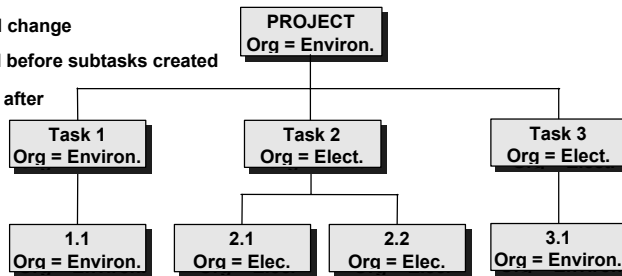 change
before subtasks created
after
PROJECT
Org = Environ.
Task 1
Org = Environ.
Task 2
Org = Elect.
Task 3
Org = Elect.
1.1
Org = Environ.
2.1
Org = Elec.
2.2
Org = Elec.
3.1
Org = Environ.